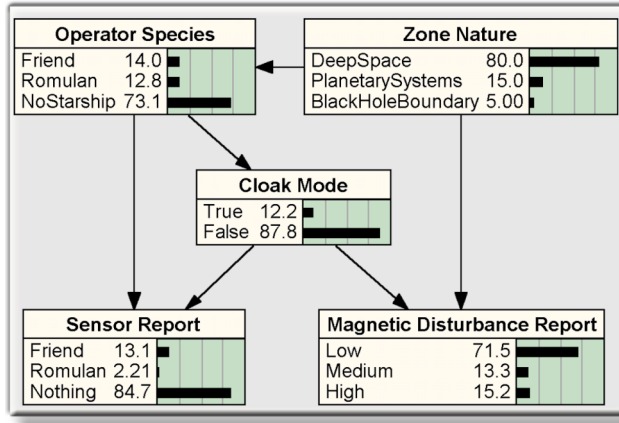 Operator Species
Friend 14.0
Romulan 12.8
NoStarship 73.1
Zone Nature
DeepSpace 80.0
PlanetarySystems 15.0
BlackHoleBoundary 5.00
Cloak Mode
True 12.2
False 87.8
Sensor Report
Friend 13.1
Romulan 2.21
Nothing 84.7
Magnetic Disturbance Report
Low 71.5
Medium 13.3
High 15.2